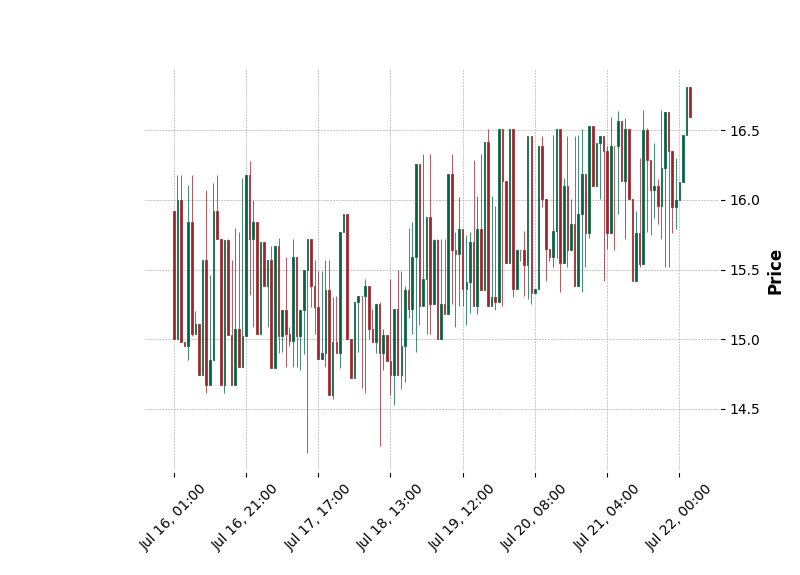 16.5
16.0
15.5
15.0
14.5
Price
Jul 16, 01:00
Jul 16, 21:00
Jul 17, 17:00
Jul 18, 13:00
Jul 19, 12:00
Jul 20, 08:00
Jul 21, 04:00
Jul 22, 00:00